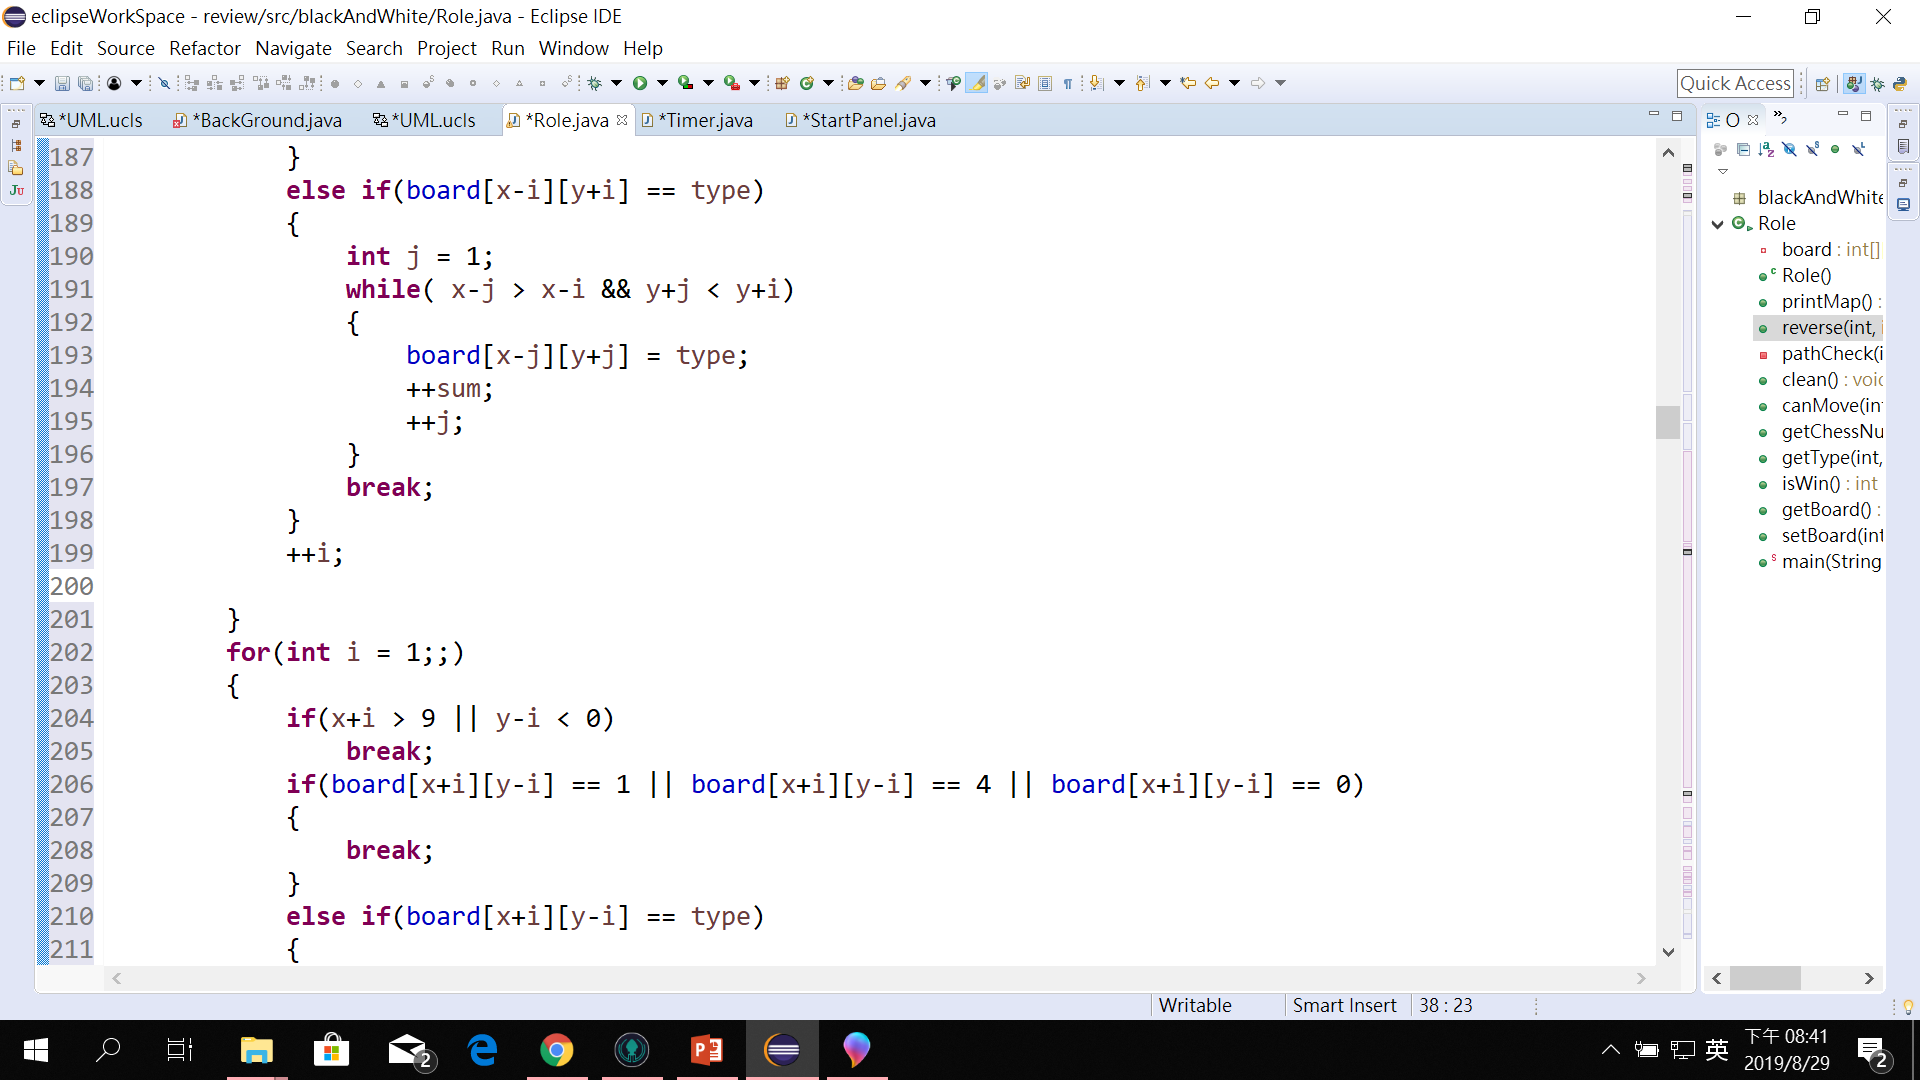 eclipseWorkSpace - review/src/blackAndWhite/Role.java - Eclipse IDE
File Edit Source Refactor Navigate Search Project Run Window Help
Quick Access
*UML.ucls *BackGround.java *UML.ucls *Role.java *Timer.java *StartPanel.java
187 }
188 else if(board[x-i][y+i] == type)
189 {
190 int j = 1;
191 while( x-j > x-i && y+j < y+i)
192 {
193 board[x-j][y+j] = type;
194 ++sum;
195 ++j;
196 }
197 break;
198 }
199 ++i;
200
201 }
202 for(int i = 1;;)
203 {
204 if(x+i > 9 || y-i < 0)
205 break;
206 if(board[x+i][y-i] == 1 || board[x+i][y-i] == 4 || board[x+i][y-i] == 0)
207 {
208 break;
209 }
210 else if(board[x+i][y-i] == type)
211 {
O
blackAndWhite
Role
board : int[]
Role()
printMap() :
reverse(int, i
pathCheck(i
clean() : voic
canMove(in
getChessNu
getType(int,
isWin() : int
getBoard() :
setBoard(int
main(String
Writable Smart Insert 38 : 23
2
英
下午 08:41
2019/8/29
2